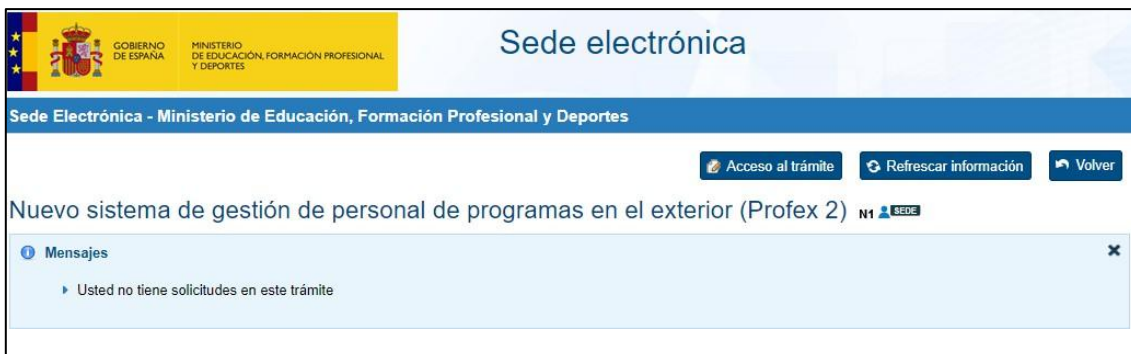 GOBIERNO
DE ESPAÑA
MINISTERIO
DE EDUCACIÓN, FORMACIÓN PROFESIONAL
Y DEPORTES
Sede electrónica
Sede Electrónica - Ministerio de Educación, Formación Profesional y Deportes
Acceso al trámite Refrescar información Volver
Nuevo sistema de gestión de personal de programas en el exterior (Profex 2) N1 SEDE
Mensajes
Usted no tiene solicitudes en este trámite